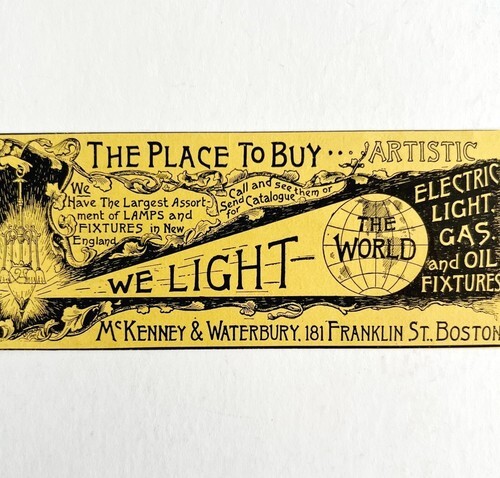 THE PLACE TO BUY ... ARTISTIC
We
Have The Largest Assort-
ment of LAMPS and
FIXTURES in New
England
Call and see them or
Send for Catalogue
ELECTRIC
LIGHT,
GAS
and OIL
FIXTURES
WE LIGHT-
THE
WORLD
McKENNEY & WATERBURY, 181 FRANKLIN ST., BOSTON